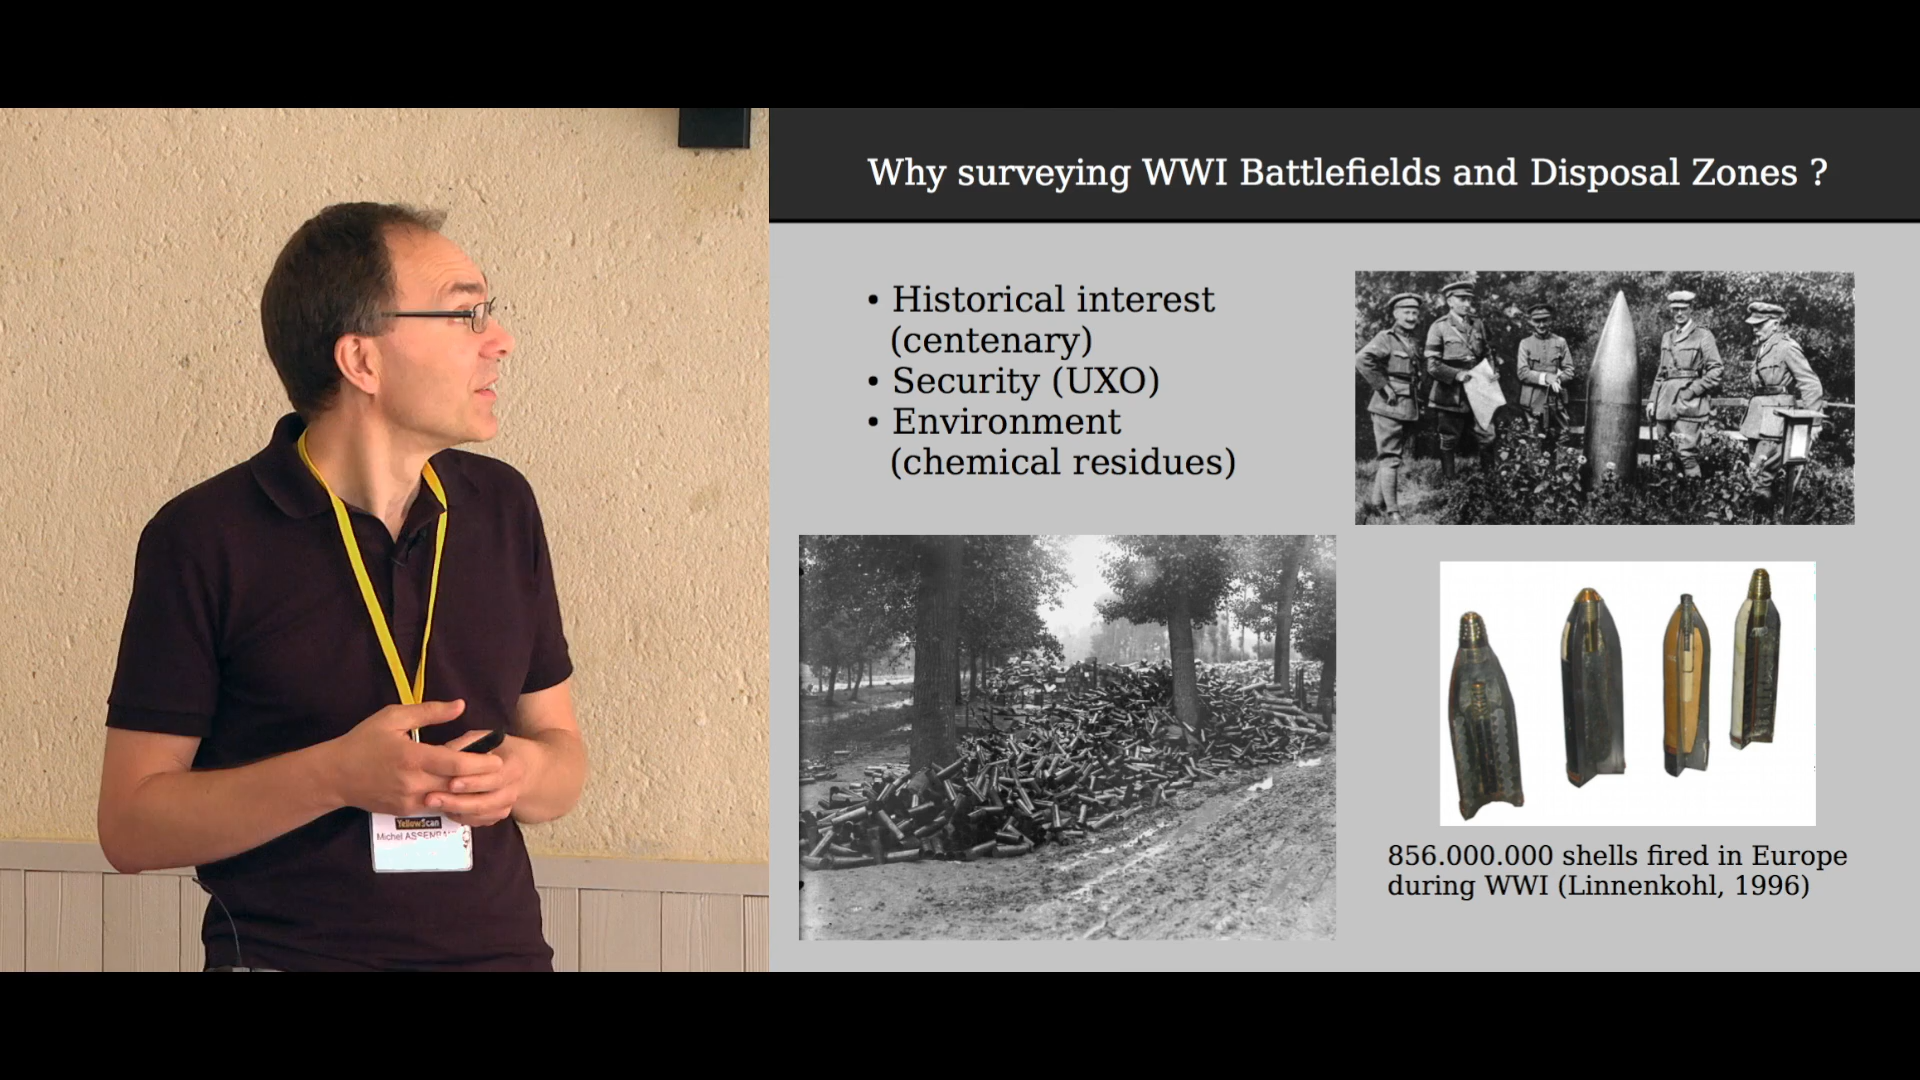 Why surveying WWI Battlefields and Disposal Zones ?
• Historical interest
(centenary)
• Security (UXO)
• Environment
(chemical residues)
856.000.000 shells fired in Europe
during WWI (Linnenkohl, 1996)
YellowScan
Michel